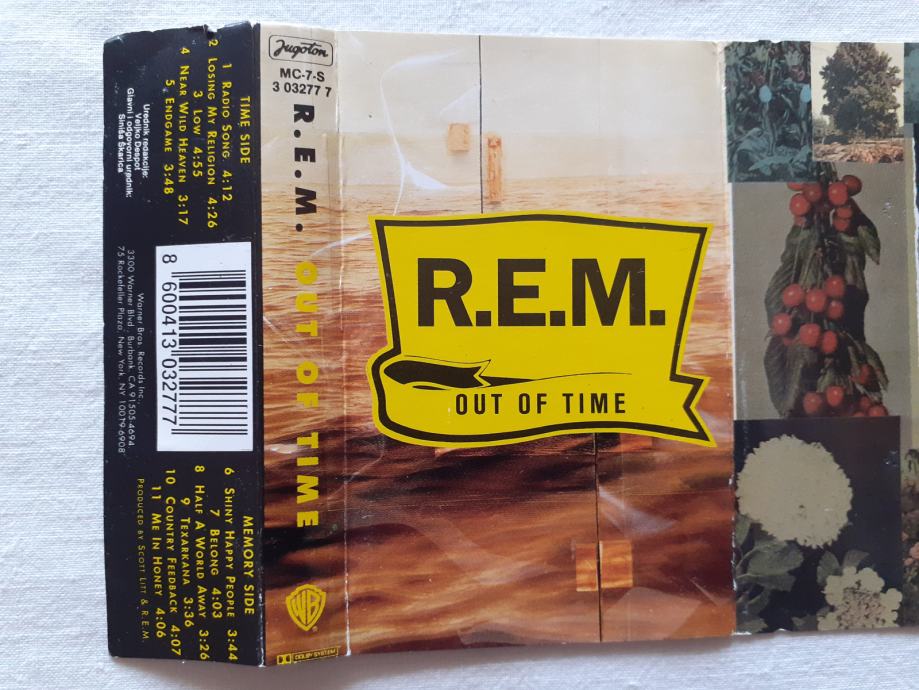 TIME SIDE
1 RADIO SONG 4:12
2 LOSING MY RELIGION 4:26
3 LOW 4:55
4 NEAR WILD HEAVEN 3:17
5 ENDGAME 3:48
Urednik redakcije:
Veljko Despot
Glavni i odgovorni urednik:
Siniša Škarica
8 600413 032777
Warner Bros. Records Inc.,
3300 Warner Blvd., Burbank, CA 91505-4694
75 Rockefeller Plaza, New York, NY 10019-6908
MEMORY SIDE
6 SHINY HAPPY PEOPLE 3:44
7 BELONG 4:03
8 HALF A WORLD AWAY 3:26
9 TEXARKANA 3:36
10 COUNTRY FEEDBACK 4:07
11 ME IN HONEY 4:06
PRODUCED BY SCOTT LITT & R.E.M.
Jugoton
MC-7-S
3 03277 7
R.E.M. OUT OF TIME
WB
DOLBY SYSTEM
R.E.M.
OUT OF TIME